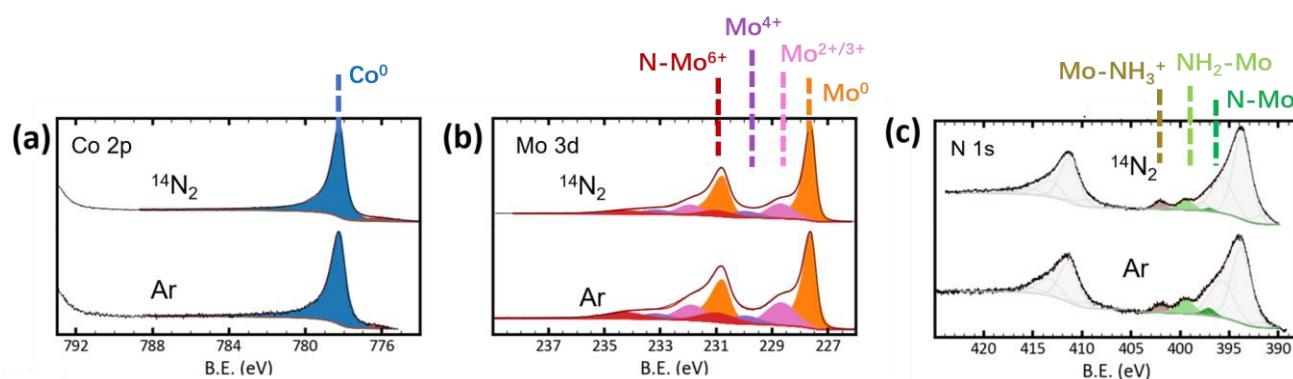 (a)
Co 2p
Co⁰
¹⁴N₂
Ar
792 788 784 780 776
B.E. (eV)
(b)
Mo 3d
N-Mo⁶⁺
Mo⁴⁺
Mo²⁺/³⁺
Mo⁰
¹⁴N₂
Ar
237 235 233 231 229 227
B.E. (eV)
(c)
N 1s
Mo-NH₃⁺
NH₂-Mo
N-Mo
¹⁴N₂
Ar
420 415 410 405 400 395 390
B.E. (eV)